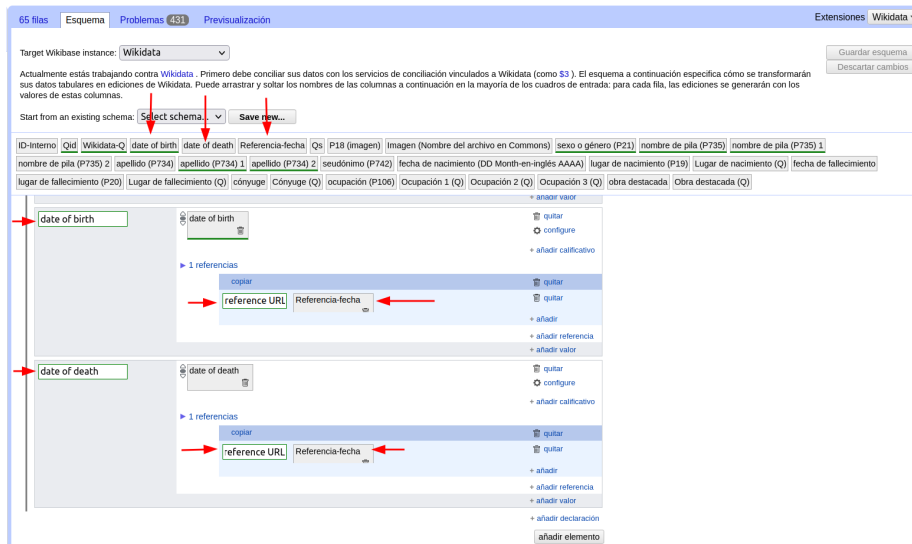 65 filas Esquema Problemas 431 Previsualización Extensiones Wikidata
Target Wikibase instance: Wikidata
Guardar esquema
Descartar cambios
Actualmente estás trabajando contra Wikidata . Primero debe conciliar sus datos con los servicios de conciliación vinculados a Wikidata (como $3 ). El esquema a continuación especifica cómo se transformarán
sus datos tabulares en ediciones de Wikidata. Puede arrastrar y soltar los nombres de las columnas a continuación en la mayoría de los cuadros de entrada: para cada fila, las ediciones se generarán con los
valores de estas columnas.
Start from an existing schema: Select schema... Save new...
ID-Interno Qid Wikidata-Q date of birth date of death Referencia-fecha Qs P18 (imagen) Imagen (Nombre del archivo en Commons) sexo o género (P21) nombre de pila (P735) nombre de pila (P735) 1
nombre de pila (P735) 2 apellido (P734) apellido (P734) 1 apellido (P734) 2 seudónimo (P742) fecha de nacimiento (DD Month-en-inglés AAAA) lugar de nacimiento (P19) Lugar de nacimiento (Q) fecha de fallecimiento
lugar de fallecimiento (P20) Lugar de fallecimiento (Q) cónyuge Cónyuge (Q) ocupación (P106) Ocupación 1 (Q) Ocupación 2 (Q) Ocupación 3 (Q) obra destacada Obra destacada (Q)
+ añadir valor
date of birth date of birth quitar
configure
+ añadir calificativo
1 referencias
copiar quitar
reference URL Referencia-fecha quitar
+ añadir
+ añadir referencia
+ añadir valor
date of death date of death quitar
configure
+ añadir calificativo
1 referencias
copiar quitar
reference URL Referencia-fecha quitar
+ añadir
+ añadir referencia
+ añadir valor
+ añadir declaración
añadir elemento